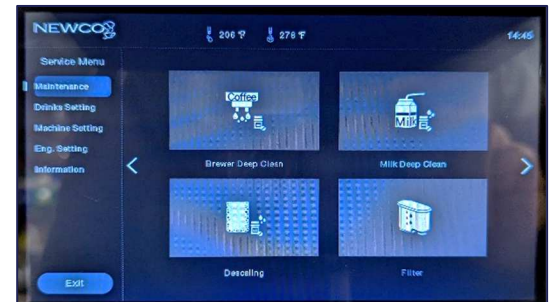 NEWCO
206 °F 276 °F
14:45
Service Menu
Maintenance
Drinks Setting
Machine Setting
Eng. Setting
Information
Exit
Coffee
Brewer Deep Clean
Milk
Milk Deep Clean
Descaling
Filter